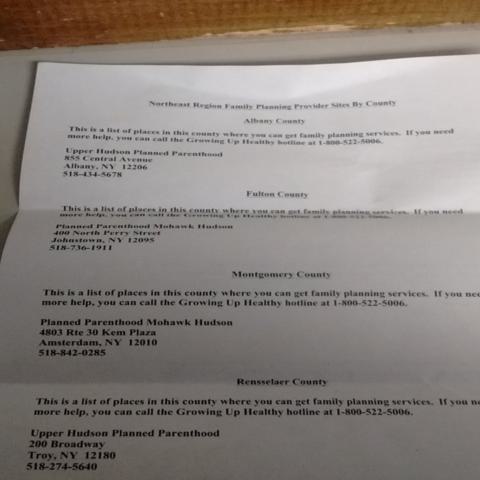 Northeast Region Family Planning Provider Sites By County
Albany County
This is a list of places in this county where you can get family planning services. If you need
more help, you can call the Growing Up Healthy hotline at 1-800-522-5006.
Upper Hudson Planned Parenthood
855 Central Avenue
Albany, NY 12206
518-434-5678
Fulton County
This is a list of places in this county where you can get family planning services. If you need
more help, you can call the Growing Up Healthy hotline at 1-800-522-5006.
Planned Parenthood Mohawk Hudson
400 North Perry Street
Johnstown, NY 12095
518-736-1911
Montgomery County
This is a list of places in this county where you can get family planning services. If you nee
more help, you can call the Growing Up Healthy hotline at 1-800-522-5006.
Planned Parenthood Mohawk Hudson
4803 Rte 30 Kem Plaza
Amsterdam, NY 12010
518-842-0285
Rensselaer County
This is a list of places in this county where you can get family planning services. If you ne
more help, you can call the Growing Up Healthy hotline at 1-800-522-5006.
Upper Hudson Planned Parenthood
200 Broadway
Troy, NY 12180
518-274-5640